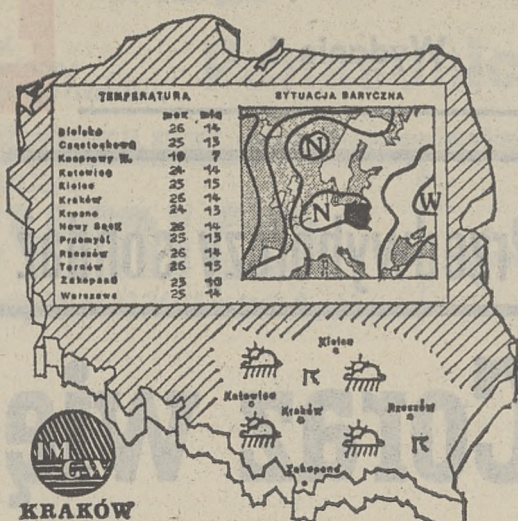 TEMPERATURA
max min
Bielsko 26 14
Częstochowa 25 13
Kasprowy W. 10 7
Katowice 24 14
Kielce 25 15
Kraków 26 14
Krosno 24 13
Nowy Sącz 26 14
Przemyśl 25 13
Rzeszów 26 14
Tarnów 26 15
Zakopane 23 10
Warszawa 25 14
SYTUACJA BARYCZNA
N
N
W
Kielce
Katowice
Kraków
Rzeszów
Zakopane
IMGW
KRAKÓW